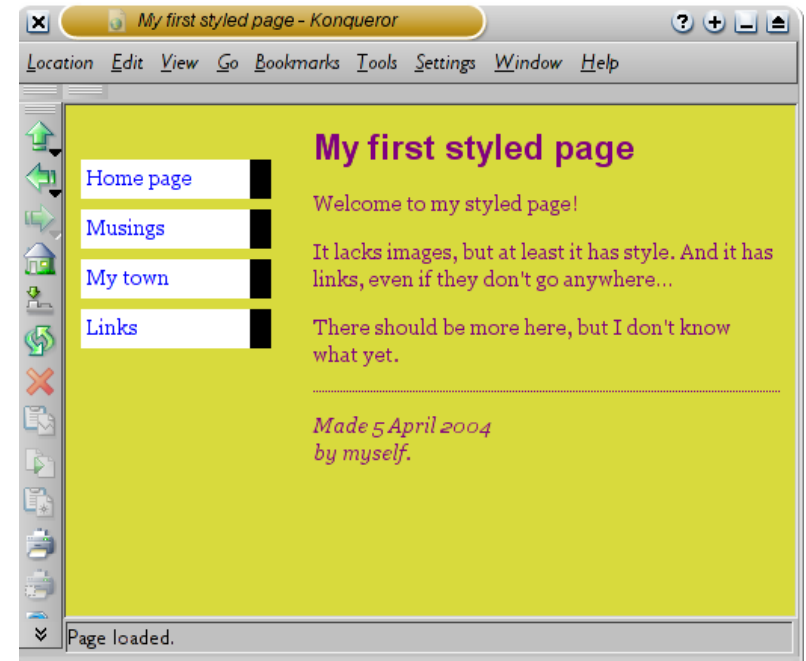 My first styled page - Konqueror
Location Edit View Go Bookmarks Tools Settings Window Help
Home page
Musings
My town
Links
My first styled page
Welcome to my styled page!
It lacks images, but at least it has style. And it has
links, even if they don't go anywhere...
There should be more here, but I don't know
what yet.
Made 5 April 2004
by myself.
Page loaded.